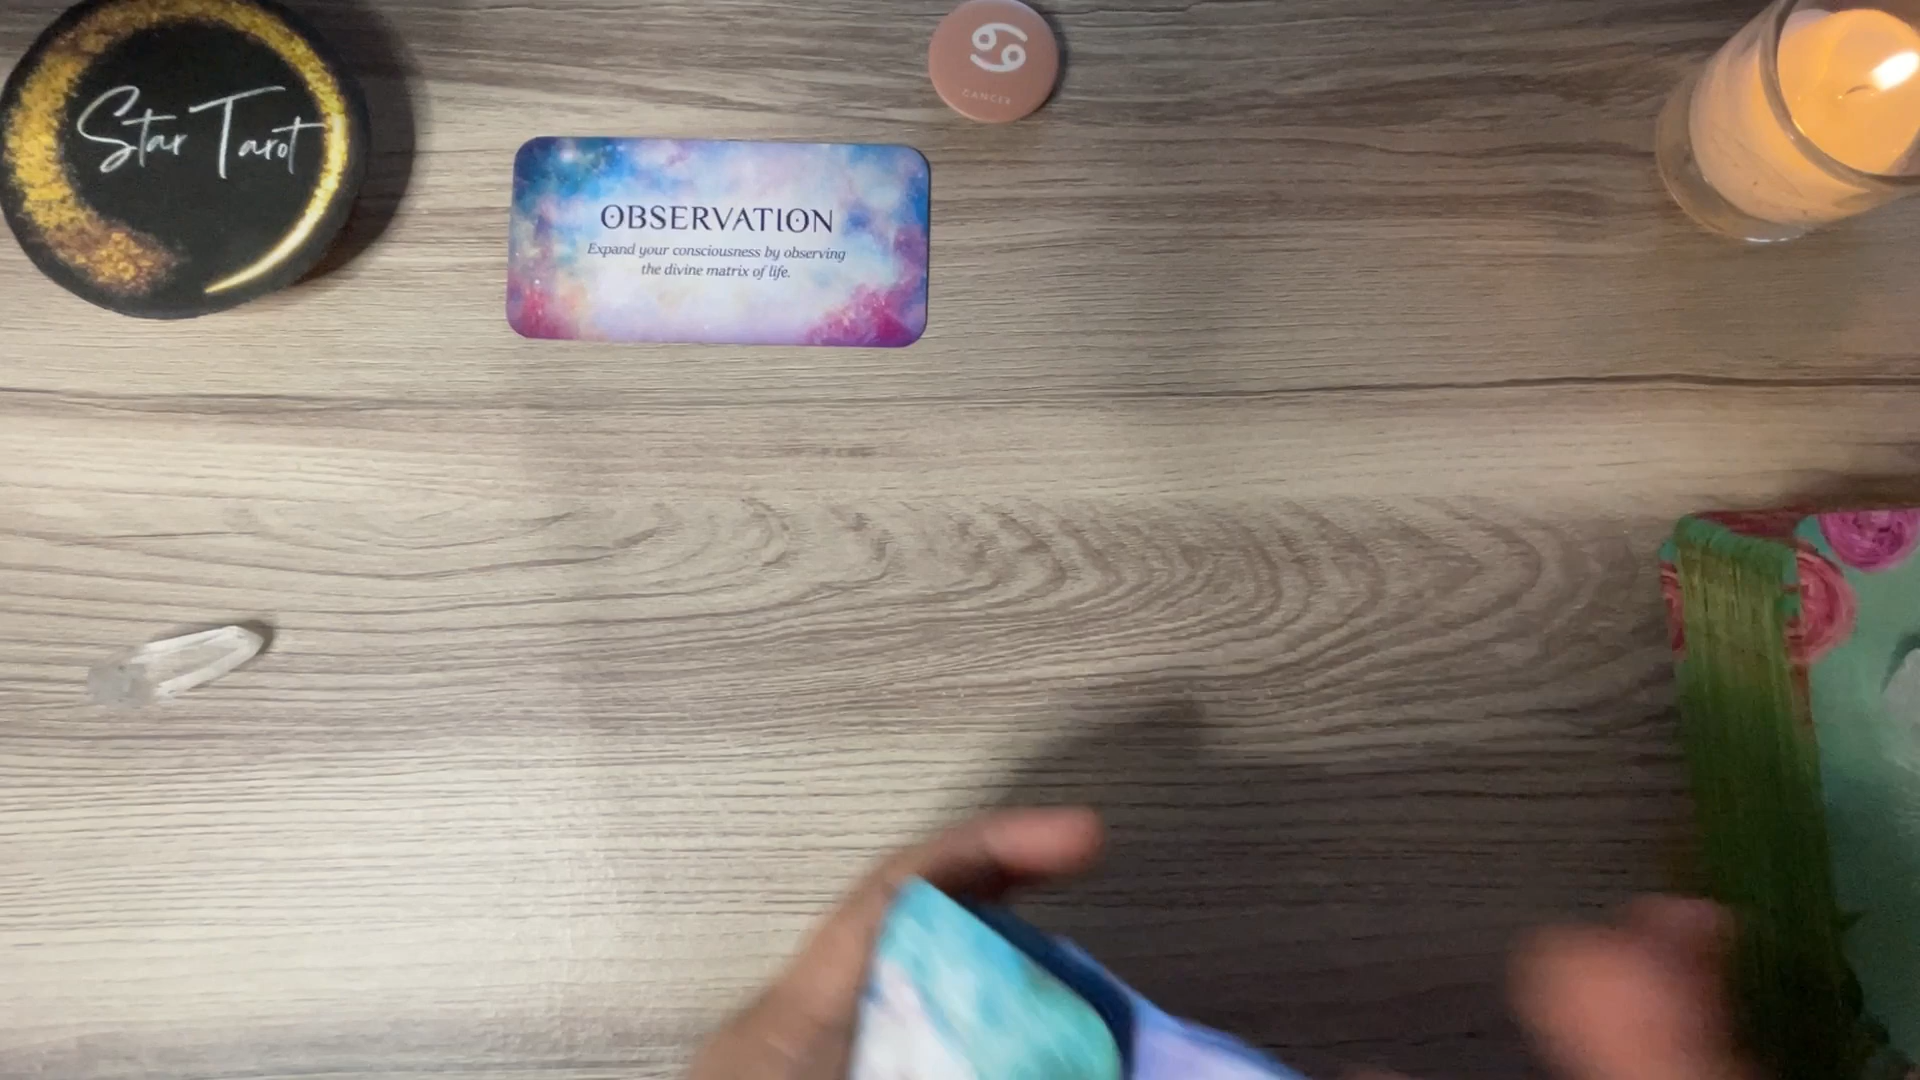 Star Tarot
CANCER
OBSERVATION
Expand your consciousness by observing
the divine matrix of life.